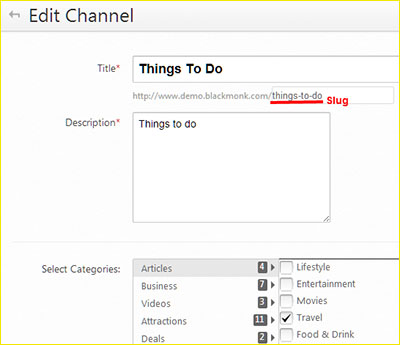 Edit Channel
Title* Things To Do
http://www.demo.blackmonk.com/things-to-do Slug
Description* Things to do
Select Categories: Articles 4 Lifestyle
Business 7 Entertainment
Videos 3 Movies
Attractions 11 Travel
Deals 2 Food & Drink